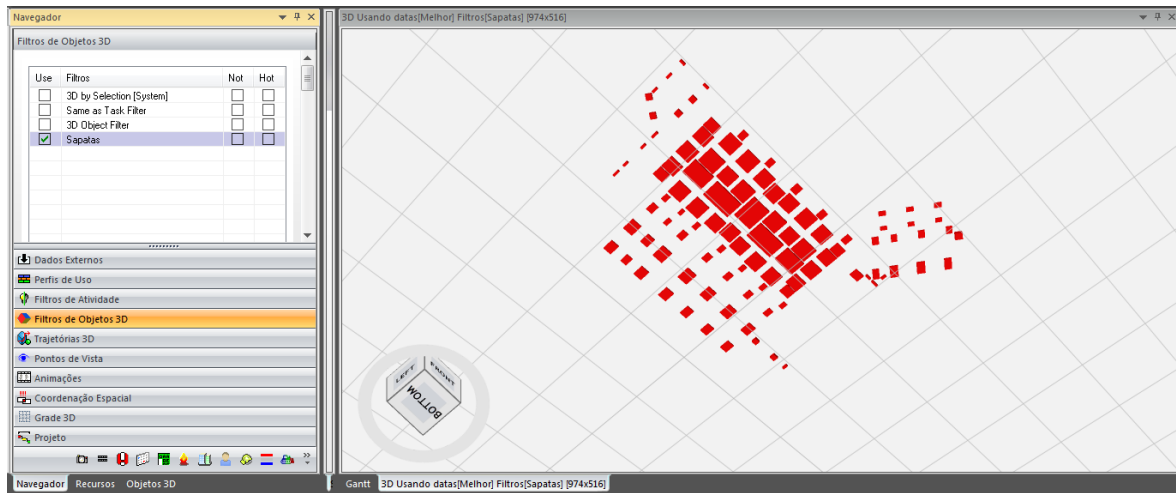 Navegador
3D Usando datas[Melhor] Filtros[Sapatas] [974x516]
Filtros de Objetos 3D
Use Filtros Not Hot
3D by Selection [System]
Same as Task Filter
3D Object Filter
Sapatas
Dados Externos
Perfis de Uso
Filtros de Atividade
Filtros de Objetos 3D
Trajetórias 3D
Pontos de Vista
Animações
Coordenação Espacial
Grade 3D
Projeto
LEFT
FRONT
BOTTOM
Navegador Recursos Objetos 3D
Gantt 3D Usando datas[Melhor] Filtros[Sapatas] [974x516]